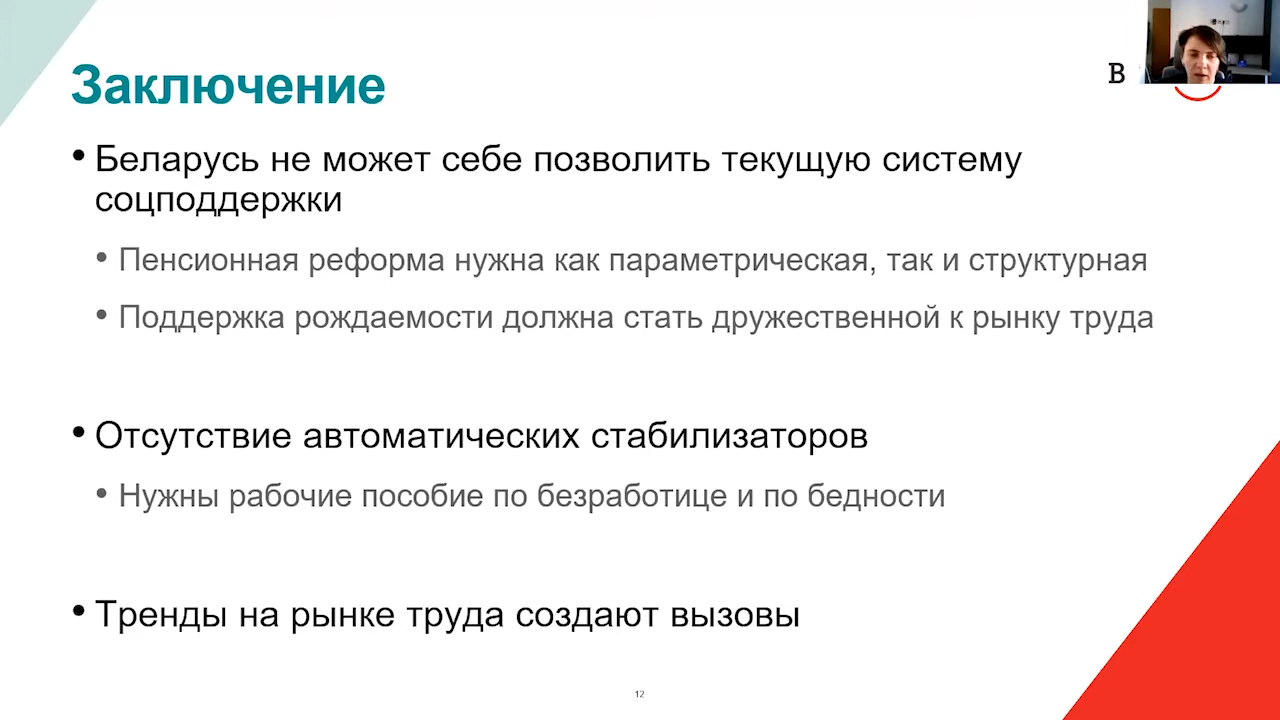 Заключение
В
• Беларусь не может себе позволить текущую систему
соцподдержки
• Пенсионная реформа нужна как параметрическая, так и структурная
• Поддержка рождаемости должна стать дружественной к рынку труда
• Отсутствие автоматических стабилизаторов
• Нужны рабочие пособие по безработице и по бедности
• Тренды на рынке труда создают вызовы
12